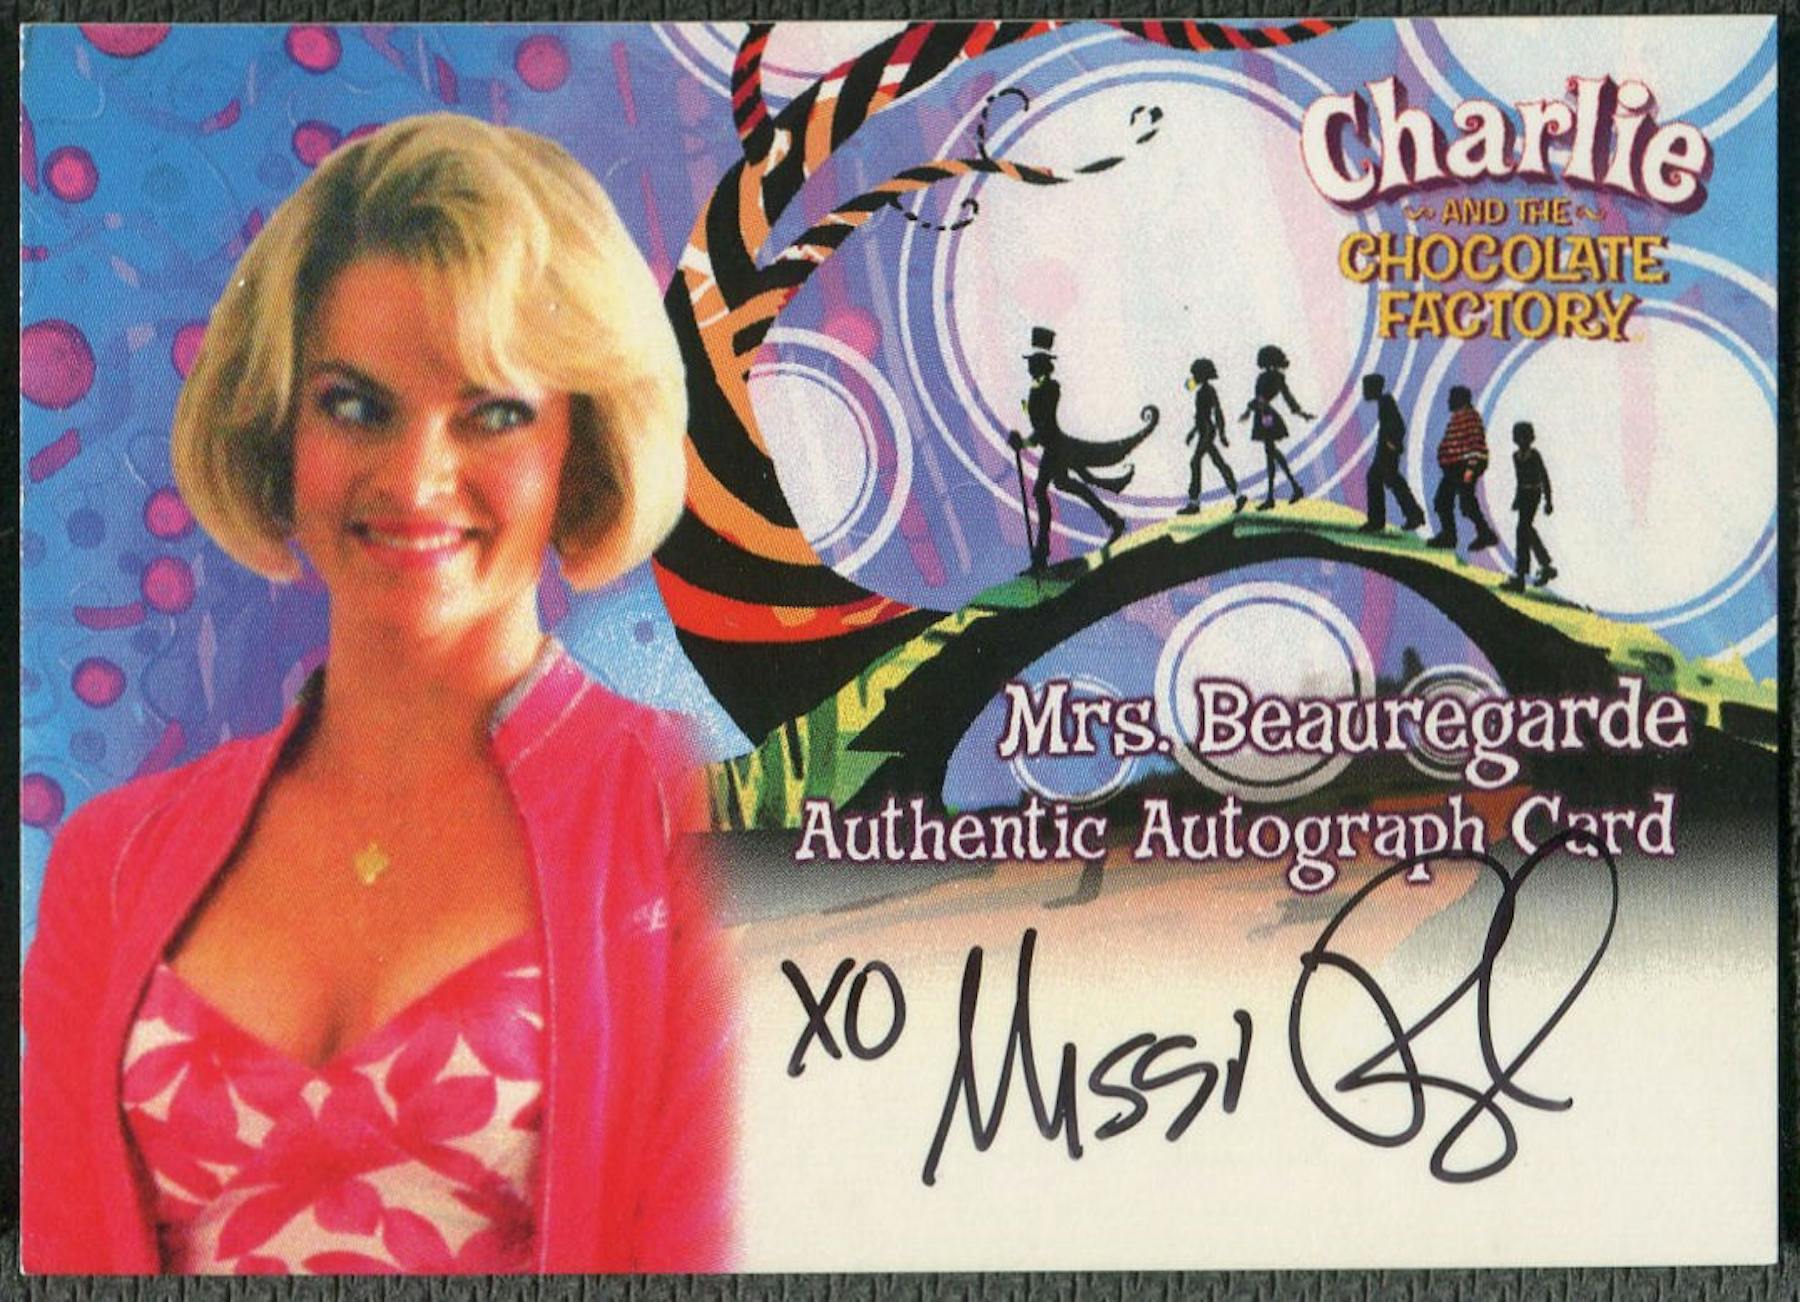 Charlie
AND THE
CHOCOLATE
FACTORY
Mrs. Beauregarde
Authentic Autograph Card
XO Missi